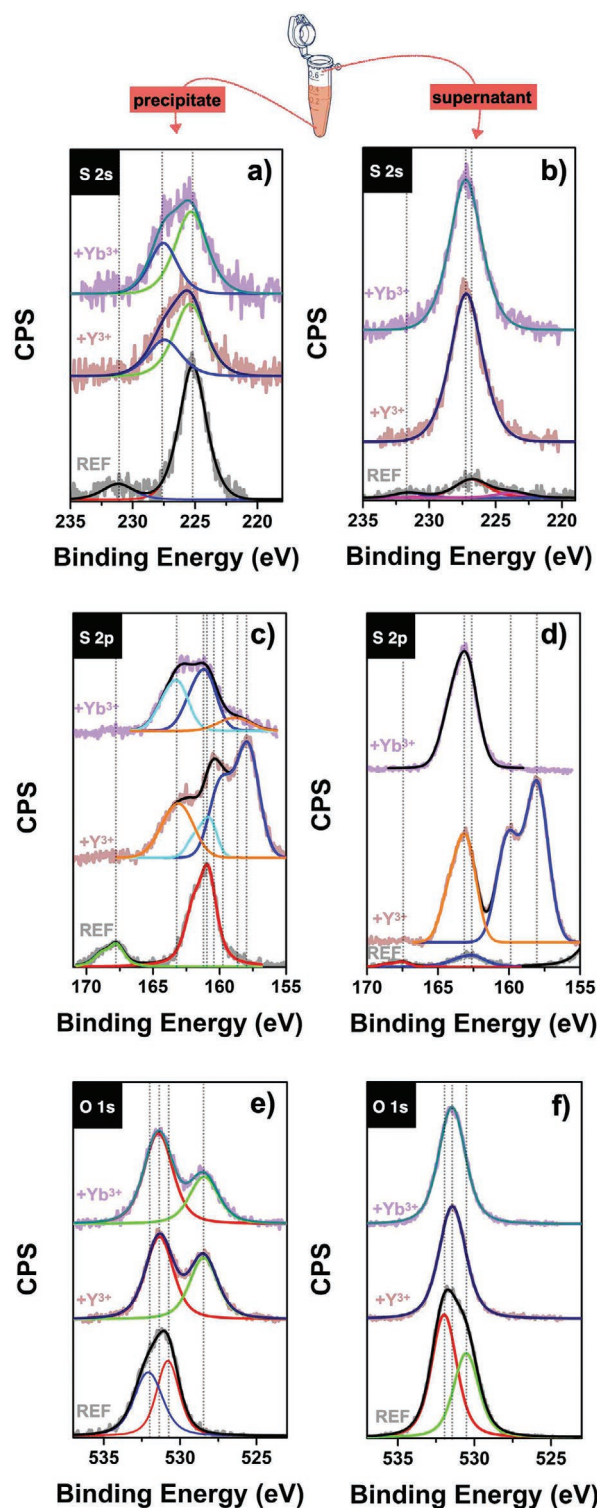 0.6
precipitate
supernatant
S 2s
a)
+Yb³⁺
+Y³⁺
REF
CPS
235 230 225 220
Binding Energy (eV)
S 2s
b)
+Yb³⁺
+Y³⁺
REF
CPS
235 230 225 220
Binding Energy (eV)
S 2p
c)
+Yb³⁺
+Y³⁺
REF
CPS
170 165 160 155
Binding Energy (eV)
S 2p
d)
+Yb³⁺
+Y³⁺
REF
CPS
170 165 160 155
Binding Energy (eV)
O 1s
e)
+Yb³⁺
+Y³⁺
REF
CPS
535 530 525
Binding Energy (eV)
O 1s
f)
+Yb³⁺
+Y³⁺
REF
CPS
535 530 525
Binding Energy (eV)